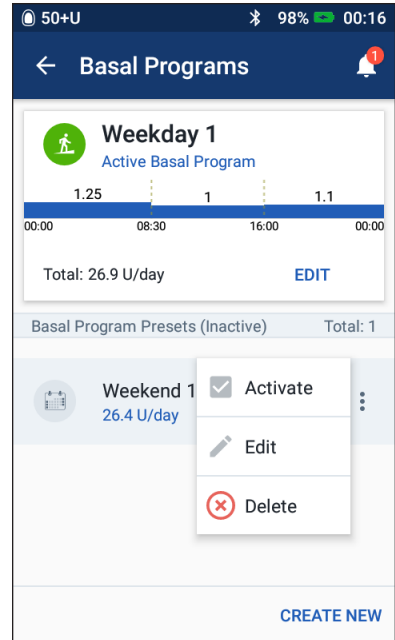 50+U 98% 00:16
Basal Programs 1
Weekday 1
Active Basal Program
1.25 1 1.1
00:00 08:30 16:00 00:00
Total: 26.9 U/day EDIT
Basal Program Presets (Inactive) Total: 1
Weekend 1
26.4 U/day
Activate
Edit
Delete
CREATE NEW